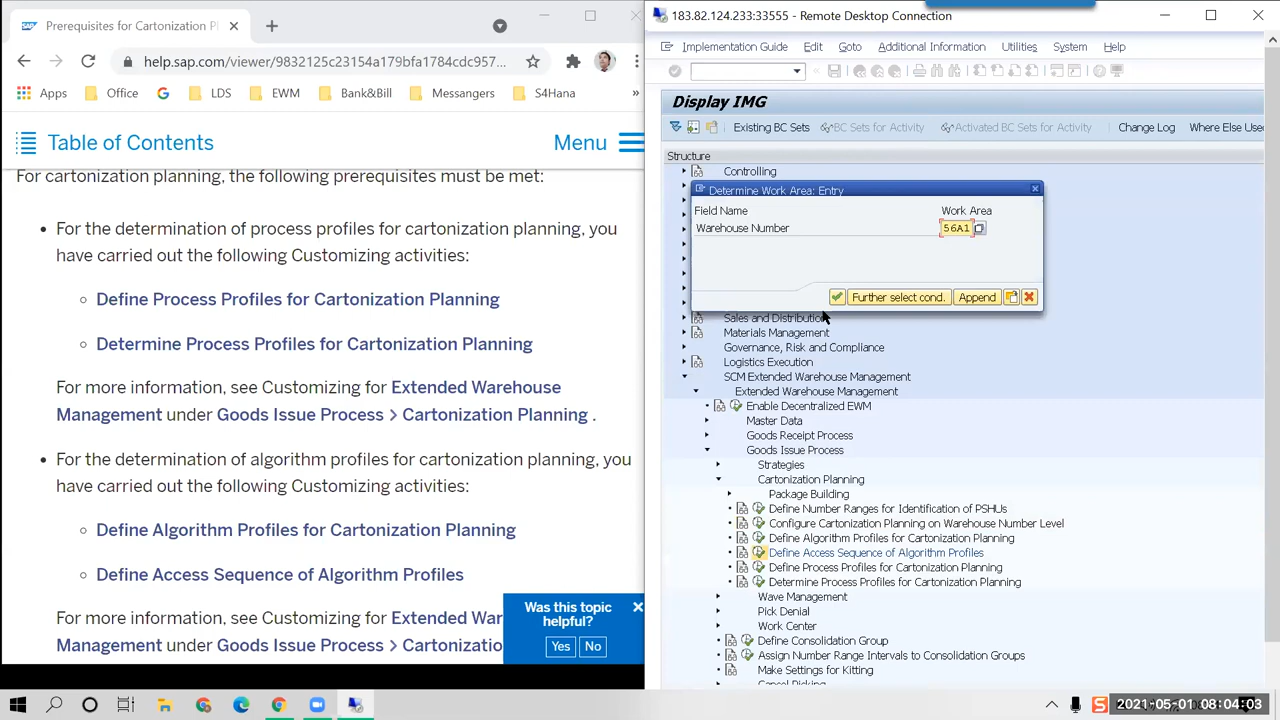 Prerequisites for Cartonization P
help.sap.com/viewer/9832125c23154a179bfa1784cdc957...
Apps
Office
LDS
EWM
Bank&Bill
Messangers
S4Hana
»
Table of Contents
Menu
For cartonization planning, the following prerequisites must be met:
• For the determination of process profiles for cartonization planning, you
have carried out the following Customizing activities:
Define Process Profiles for Cartonization Planning
Determine Process Profiles for Cartonization Planning
For more information, see Customizing for Extended Warehouse
Management under Goods Issue Process > Cartonization Planning .
• For the determination of algorithm profiles for cartonization planning, you
have carried out the following Customizing activities:
Define Algorithm Profiles for Cartonization Planning
Define Access Sequence of Algorithm Profiles
For more information, see Customizing for Extended War
Management under Goods Issue Process > Cartonizatio
Was this topic
helpful?
Yes
No
183.82.124.233:33555 - Remote Desktop Connection
Implementation Guide
Edit
Goto
Additional Information
Utilities
System
Help
Display IMG
Existing BC Sets
BC Sets for Activity
Activated BC Sets for Activity
Change Log
Where Else Used
Structure
Controlling
Determine Work Area: Entry
Field Name
Work Area
Warehouse Number
56A1
Further select cond.
Append
Sales and Distribution
Materials Management
Governance, Risk and Compliance
Logistics Execution
SCM Extended Warehouse Management
Extended Warehouse Management
Enable Decentralized EWM
Master Data
Goods Receipt Process
Goods Issue Process
Strategies
Cartonization Planning
Package Building
Define Number Ranges for Identification of PSHUs
Configure Cartonization Planning on Warehouse Number Level
Define Algorithm Profiles for Cartonization Planning
Define Access Sequence of Algorithm Profiles
Define Process Profiles for Cartonization Planning
Determine Process Profiles for Cartonization Planning
Wave Management
Pick Denial
Work Center
Define Consolidation Group
Assign Number Range Intervals to Consolidation Groups
Make Settings for Kitting
Cancel Picking
2021-05-01 08:04:03